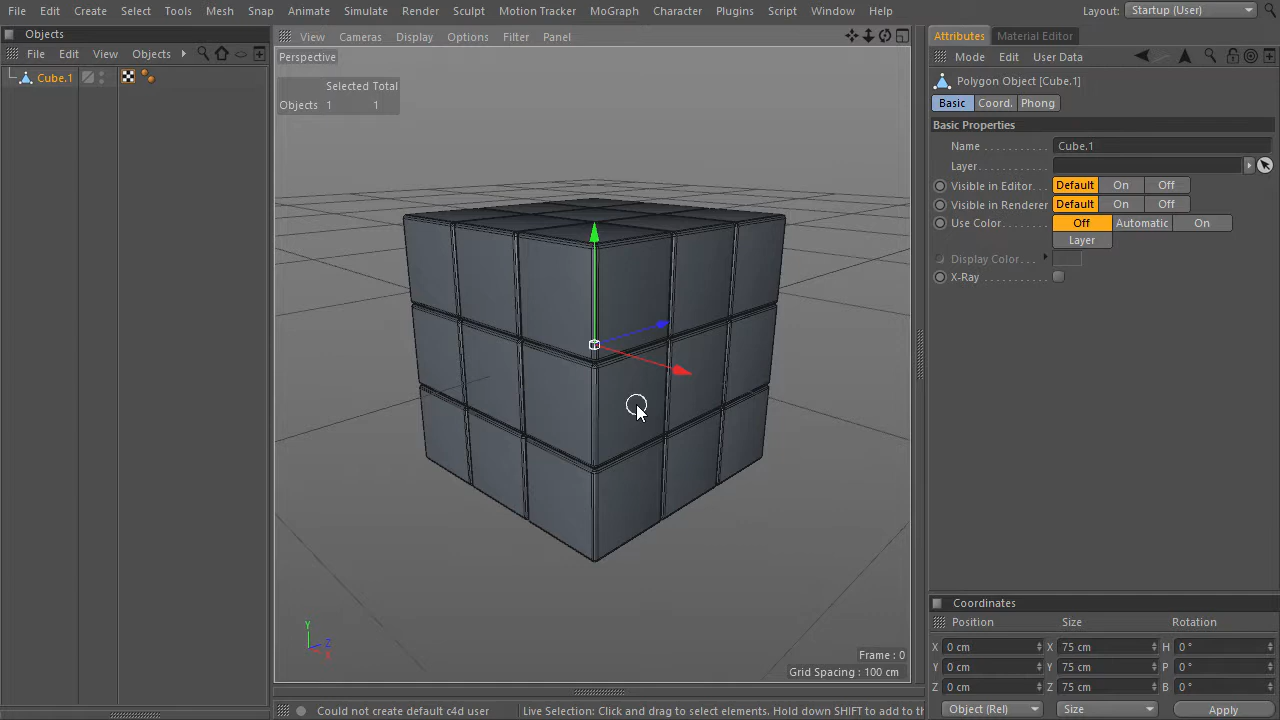 File Edit Create Select Tools Mesh Snap Animate Simulate Render Sculpt Motion Tracker MoGraph Character Plugins Script Window Help Layout: Startup (User)
Objects
File Edit View Objects
Cube.1
View Cameras Display Options Filter Panel
Perspective
Selected Total
Objects 1 1
Y
Z
X
Frame : 0
Grid Spacing : 100 cm
Could not create default c4d user
Live Selection: Click and drag to select elements. Hold down SHIFT to add to th
Attributes Material Editor
Mode Edit User Data
Polygon Object [Cube.1]
Basic Coord. Phong
Basic Properties
Name Cube.1
Layer
Visible in Editor Default On Off
Visible in Renderer Default On Off
Use Color Off Automatic On
Layer
Display Color
X-Ray
Coordinates
Position Size Rotation
X 0 cm X 75 cm H 0 °
Y 0 cm Y 75 cm P 0 °
Z 0 cm Z 75 cm B 0 °
Object (Rel) Size Apply